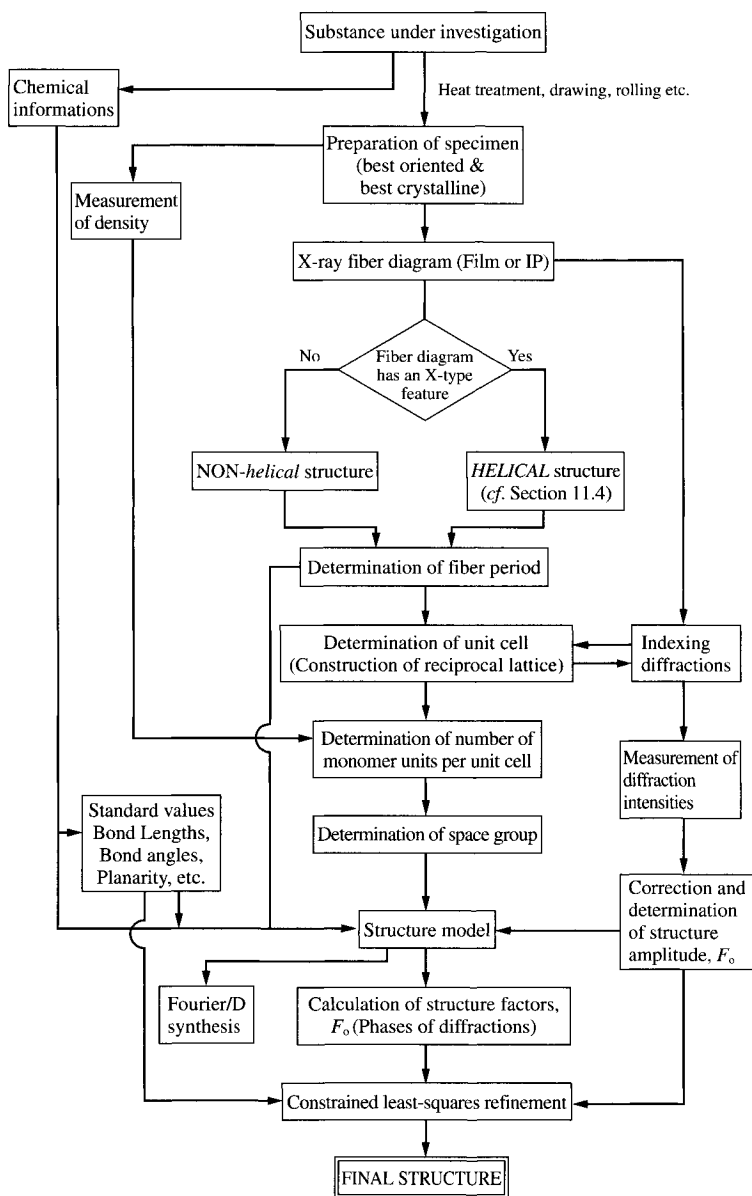 Substance under investigation
Chemical
informations
Heat treatment, drawing, rolling etc.
Preparation of specimen
(best oriented &
best crystalline)
Measurement
of density
X-ray fiber diagram (Film or IP)
No
Fiber diagram
has an X-type
feature
Yes
NON-helical structure
HELICAL structure
(cf. Section 11.4)
Determination of fiber period
Determination of unit cell
(Construction of reciprocal lattice)
Indexing
diffractions
Determination of number of
monomer units per unit cell
Measurement of
diffraction
intensities
Standard values
Bond Lengths,
Bond angles,
Planarity, etc.
Determination of space group
Correction and
determination
of structure
amplitude, Fo
Structure model
Fourier/D
synthesis
Calculation of structure factors,
Fo (Phases of diffractions)
Constrained least-squares refinement
FINAL STRUCTURE